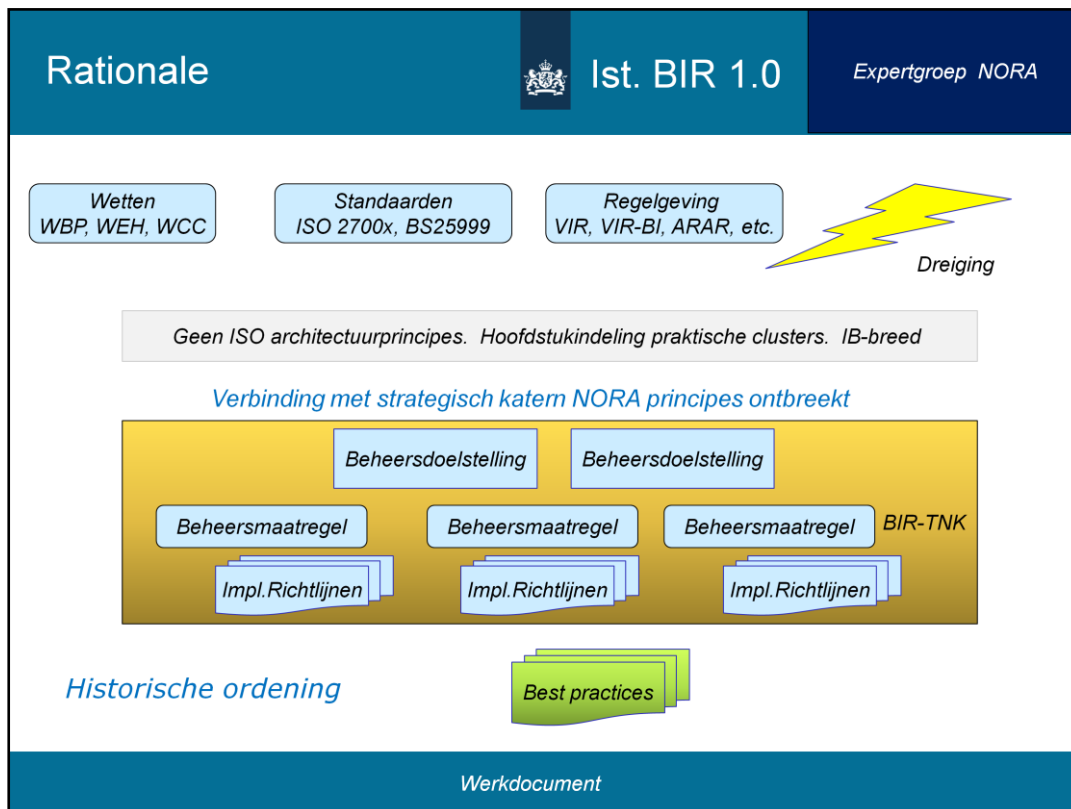 Rationale
Ist. BIR 1.0
Expertgroep NORA
Wetten
WBP, WEH, WCC
Standaarden
ISO 2700x, BS25999
Regelgeving
VIR, VIR-BI, ARAR, etc.
Dreiging
Geen ISO architectuurprincipes. Hoofdstukindeling praktische clusters. IB-breed
Verbinding met strategisch katern NORA principes ontbreekt
Beheersdoelstelling
Beheersdoelstelling
Beheersmaatregel
Beheersmaatregel
Beheersmaatregel
BIR-TNK
Impl.Richtlijnen
Impl.Richtlijnen
Impl.Richtlijnen
Historische ordening
Best practices
Werkdocument